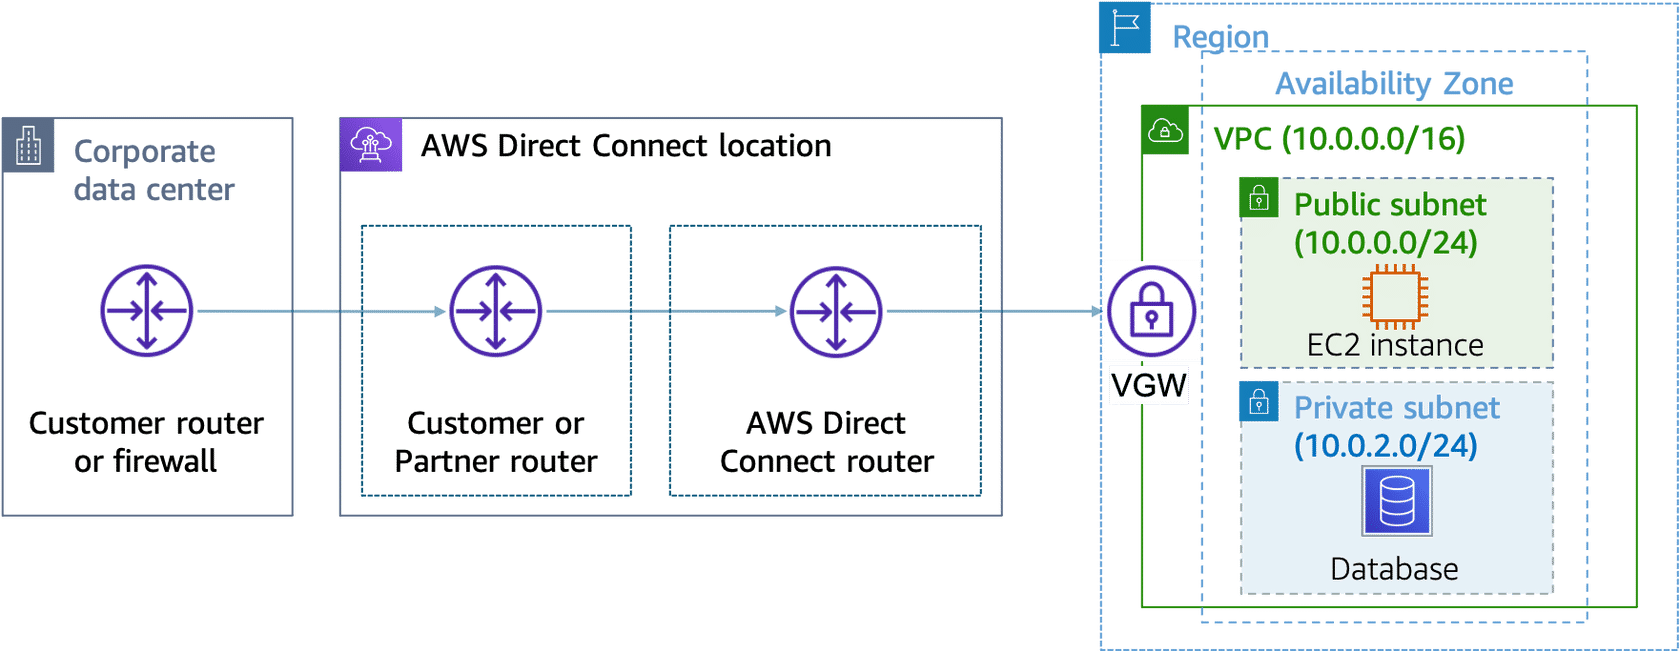 Region
Availability Zone
Corporate
data center
AWS Direct Connect location
VPC (10.0.0.0/16)
Public subnet
(10.0.0.0/24)
EC2 instance
VGW
Private subnet
(10.0.2.0/24)
Customer router
or firewall
Customer or
Partner router
AWS Direct
Connect router
Database